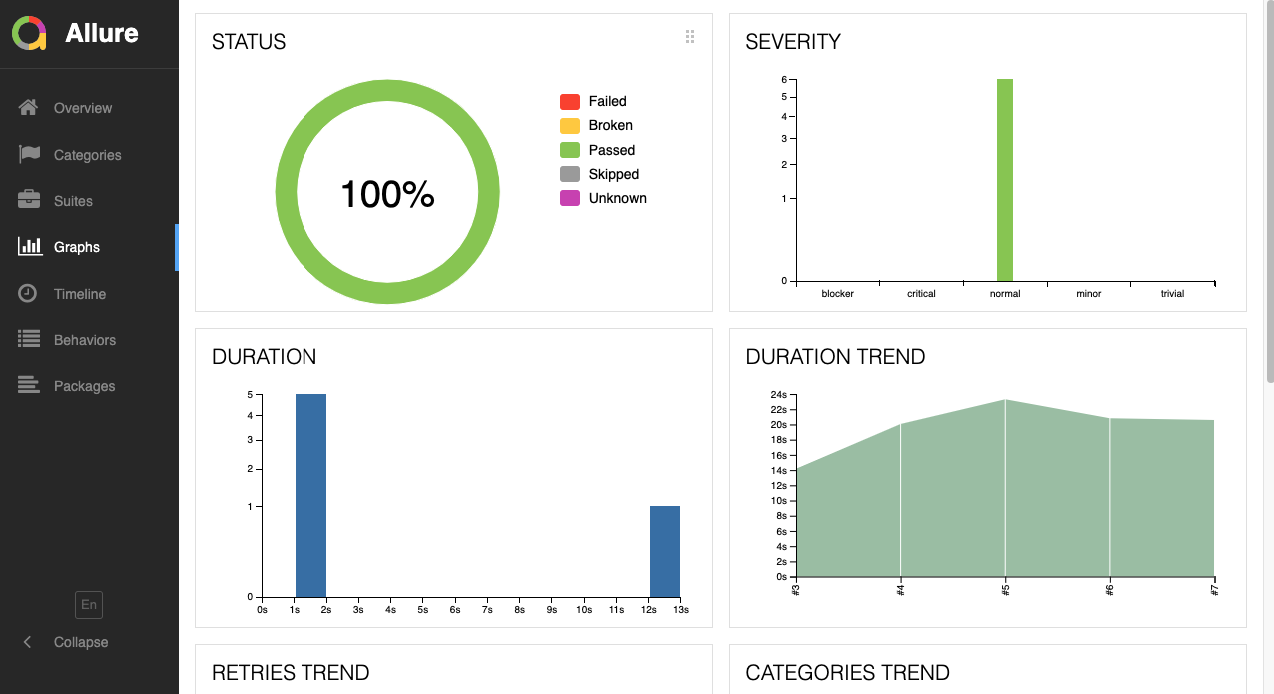 Allure
Overview
Categories
Suites
Graphs
Timeline
Behaviors
Packages
En
Collapse
STATUS
100%
Failed
Broken
Passed
Skipped
Unknown
SEVERITY
6
5
4
3
2
1
0
blocker critical normal minor trivial
DURATION
5
4
3
2
1
0
0s 1s 2s 3s 4s 5s 6s 7s 8s 9s 10s 11s 12s 13s
DURATION TREND
24s
22s
20s
18s
16s
14s
12s
10s
8s
6s
4s
2s
0s
#3 #4 #5 #6 #7
RETRIES TREND
CATEGORIES TREND